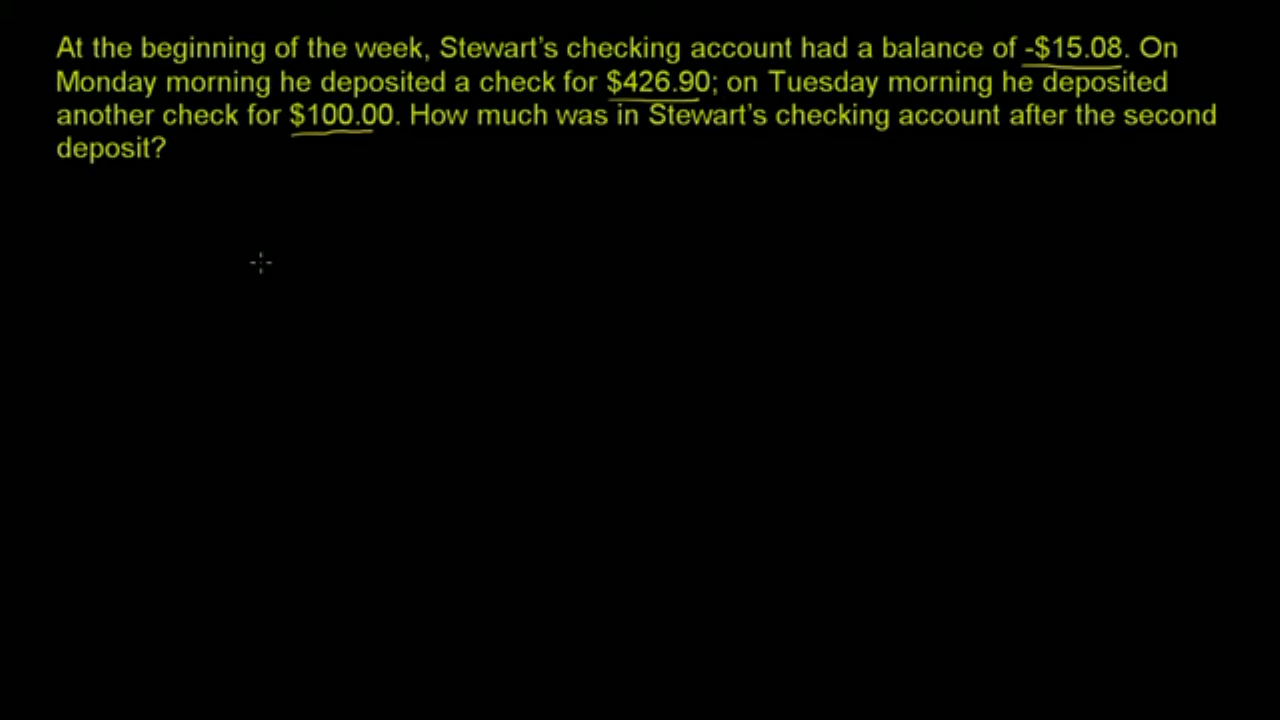 At the beginning of the week, Stewart’s checking account had a balance of -$15.08. On
Monday morning he deposited a check for $426.90; on Tuesday morning he deposited
another check for $100.00. How much was in Stewart’s checking account after the second
deposit?